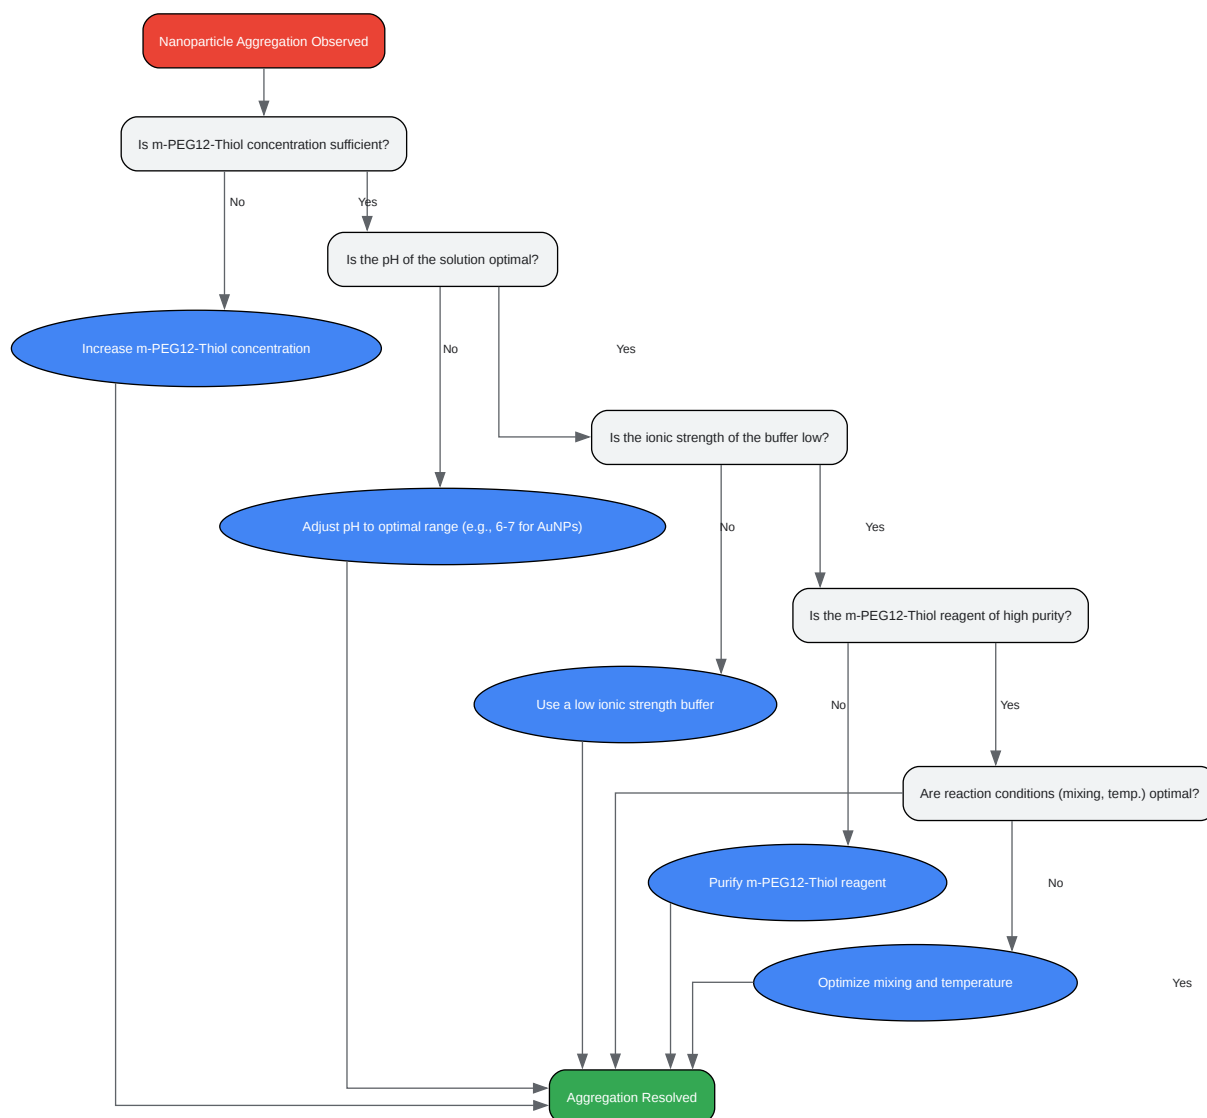 Nanoparticle Aggregation Observed
Is m-PEG12-Thiol concentration sufficient?
No
Yes
Is the pH of the solution optimal?
Increase m-PEG12-Thiol concentration
No
Yes
Is the ionic strength of the buffer low?
Adjust pH to optimal range (e.g., 6-7 for AuNPs)
No
Yes
Is the m-PEG12-Thiol reagent of high purity?
Use a low ionic strength buffer
No
Yes
Are reaction conditions (mixing, temp.) optimal?
Purify m-PEG12-Thiol reagent
No
Optimize mixing and temperature
Yes
Aggregation Resolved